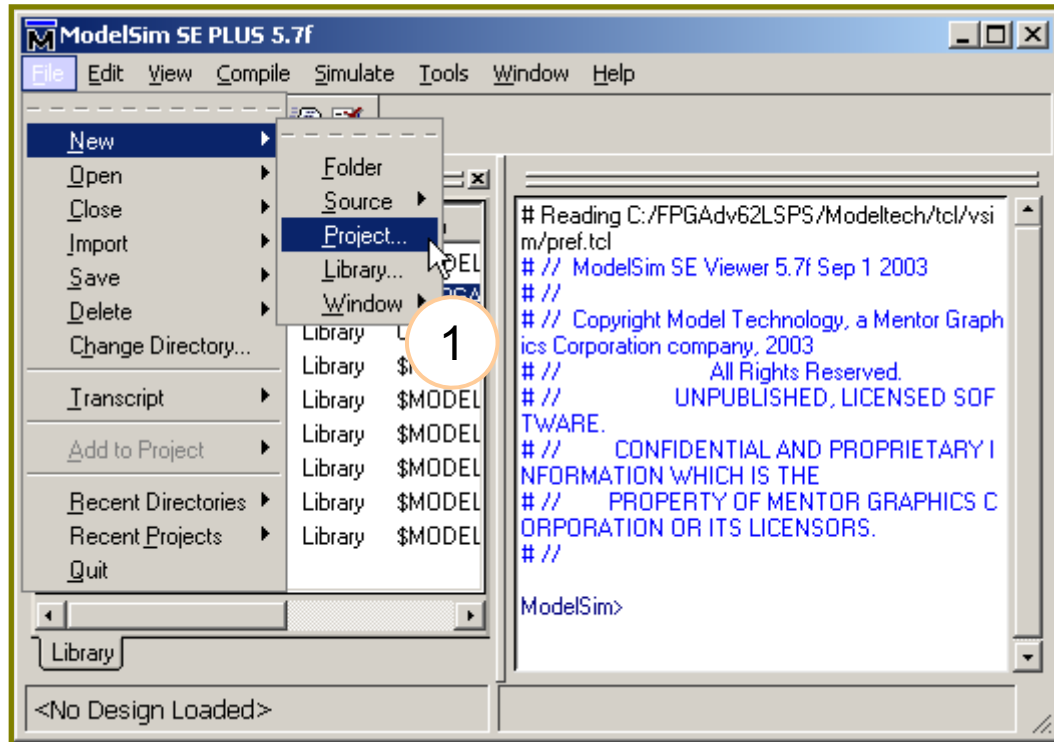 ModelSim SE PLUS 5.7f
File Edit View Compile Simulate Tools Window Help
New
Open
Close
Import
Save
Delete
Change Directory...
Transcript
Add to Project
Recent Directories
Recent Projects
Quit
Folder
Source
Project...
Library...
Window
1
Library
Library $MODEL
Library $MODEL
Library $MODEL
Library $MODEL
Library $MODEL
Library
<No Design Loaded>
# Reading C:/FPGAdv62LSPS/Modeltech/tcl/vsi
m/pref.tcl
# // ModelSim SE Viewer 5.7f Sep 1 2003
# //
# // Copyright Model Technology, a Mentor Graph
ics Corporation company, 2003
# // All Rights Reserved.
# // UNPUBLISHED, LICENSED SOF
TWARE.
# // CONFIDENTIAL AND PROPRIETARY I
NFORMATION WHICH IS THE
# // PROPERTY OF MENTOR GRAPHICS C
ORPORATION OR ITS LICENSORS.
# //
ModelSim>